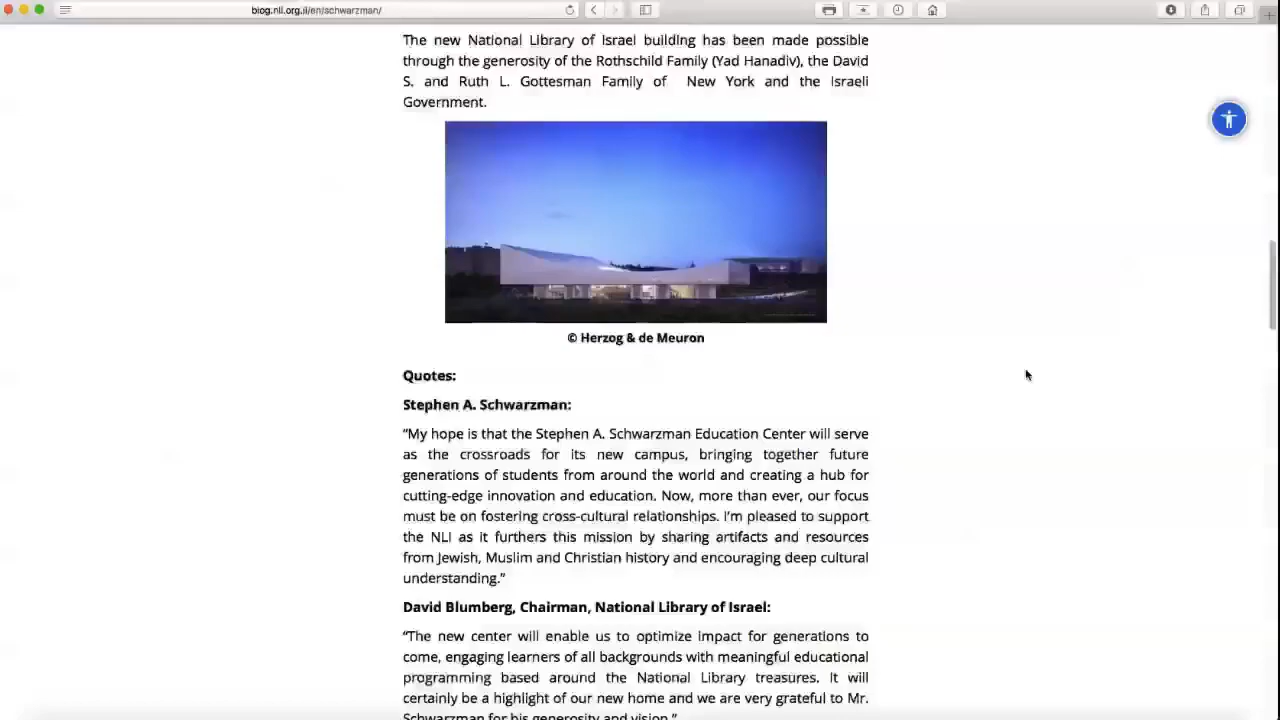 blog.nli.org.il/en/schwarzman/
The new National Library of Israel building has been made possible
through the generosity of the Rothschild Family (Yad Hanadiv), the David
S. and Ruth L. Gottesman Family of New York and the Israeli
Government.
© Herzog & de Meuron
Quotes:
Stephen A. Schwarzman:
“My hope is that the Stephen A. Schwarzman Education Center will serve
as the crossroads for its new campus, bringing together future
generations of students from around the world and creating a hub for
cutting-edge innovation and education. Now, more than ever, our focus
must be on fostering cross-cultural relationships. I’m pleased to support
the NLI as it furthers this mission by sharing artifacts and resources
from Jewish, Muslim and Christian history and encouraging deep cultural
understanding.”
David Blumberg, Chairman, National Library of Israel:
“The new center will enable us to optimize impact for generations to
come, engaging learners of all backgrounds with meaningful educational
programming based around the National Library treasures. It will
certainly be a highlight of our new home and we are very grateful to Mr.
Schwarzman for his generosity and vision.”